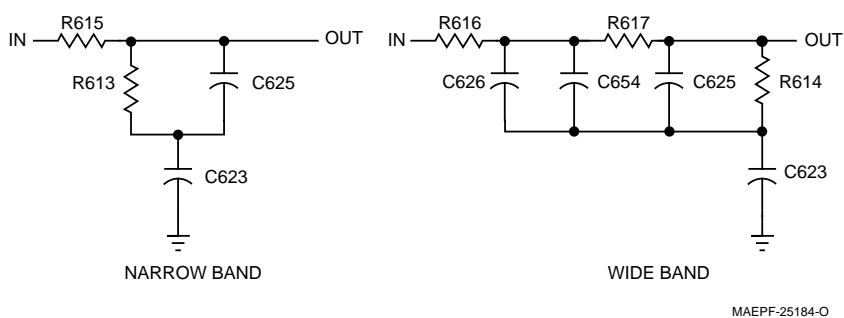 R615
IN
OUT
R613
C625
C623
NARROW BAND
R616
R617
IN
OUT
C626
C654
C625
R614
C623
WIDE BAND
MAEPF-25184-O